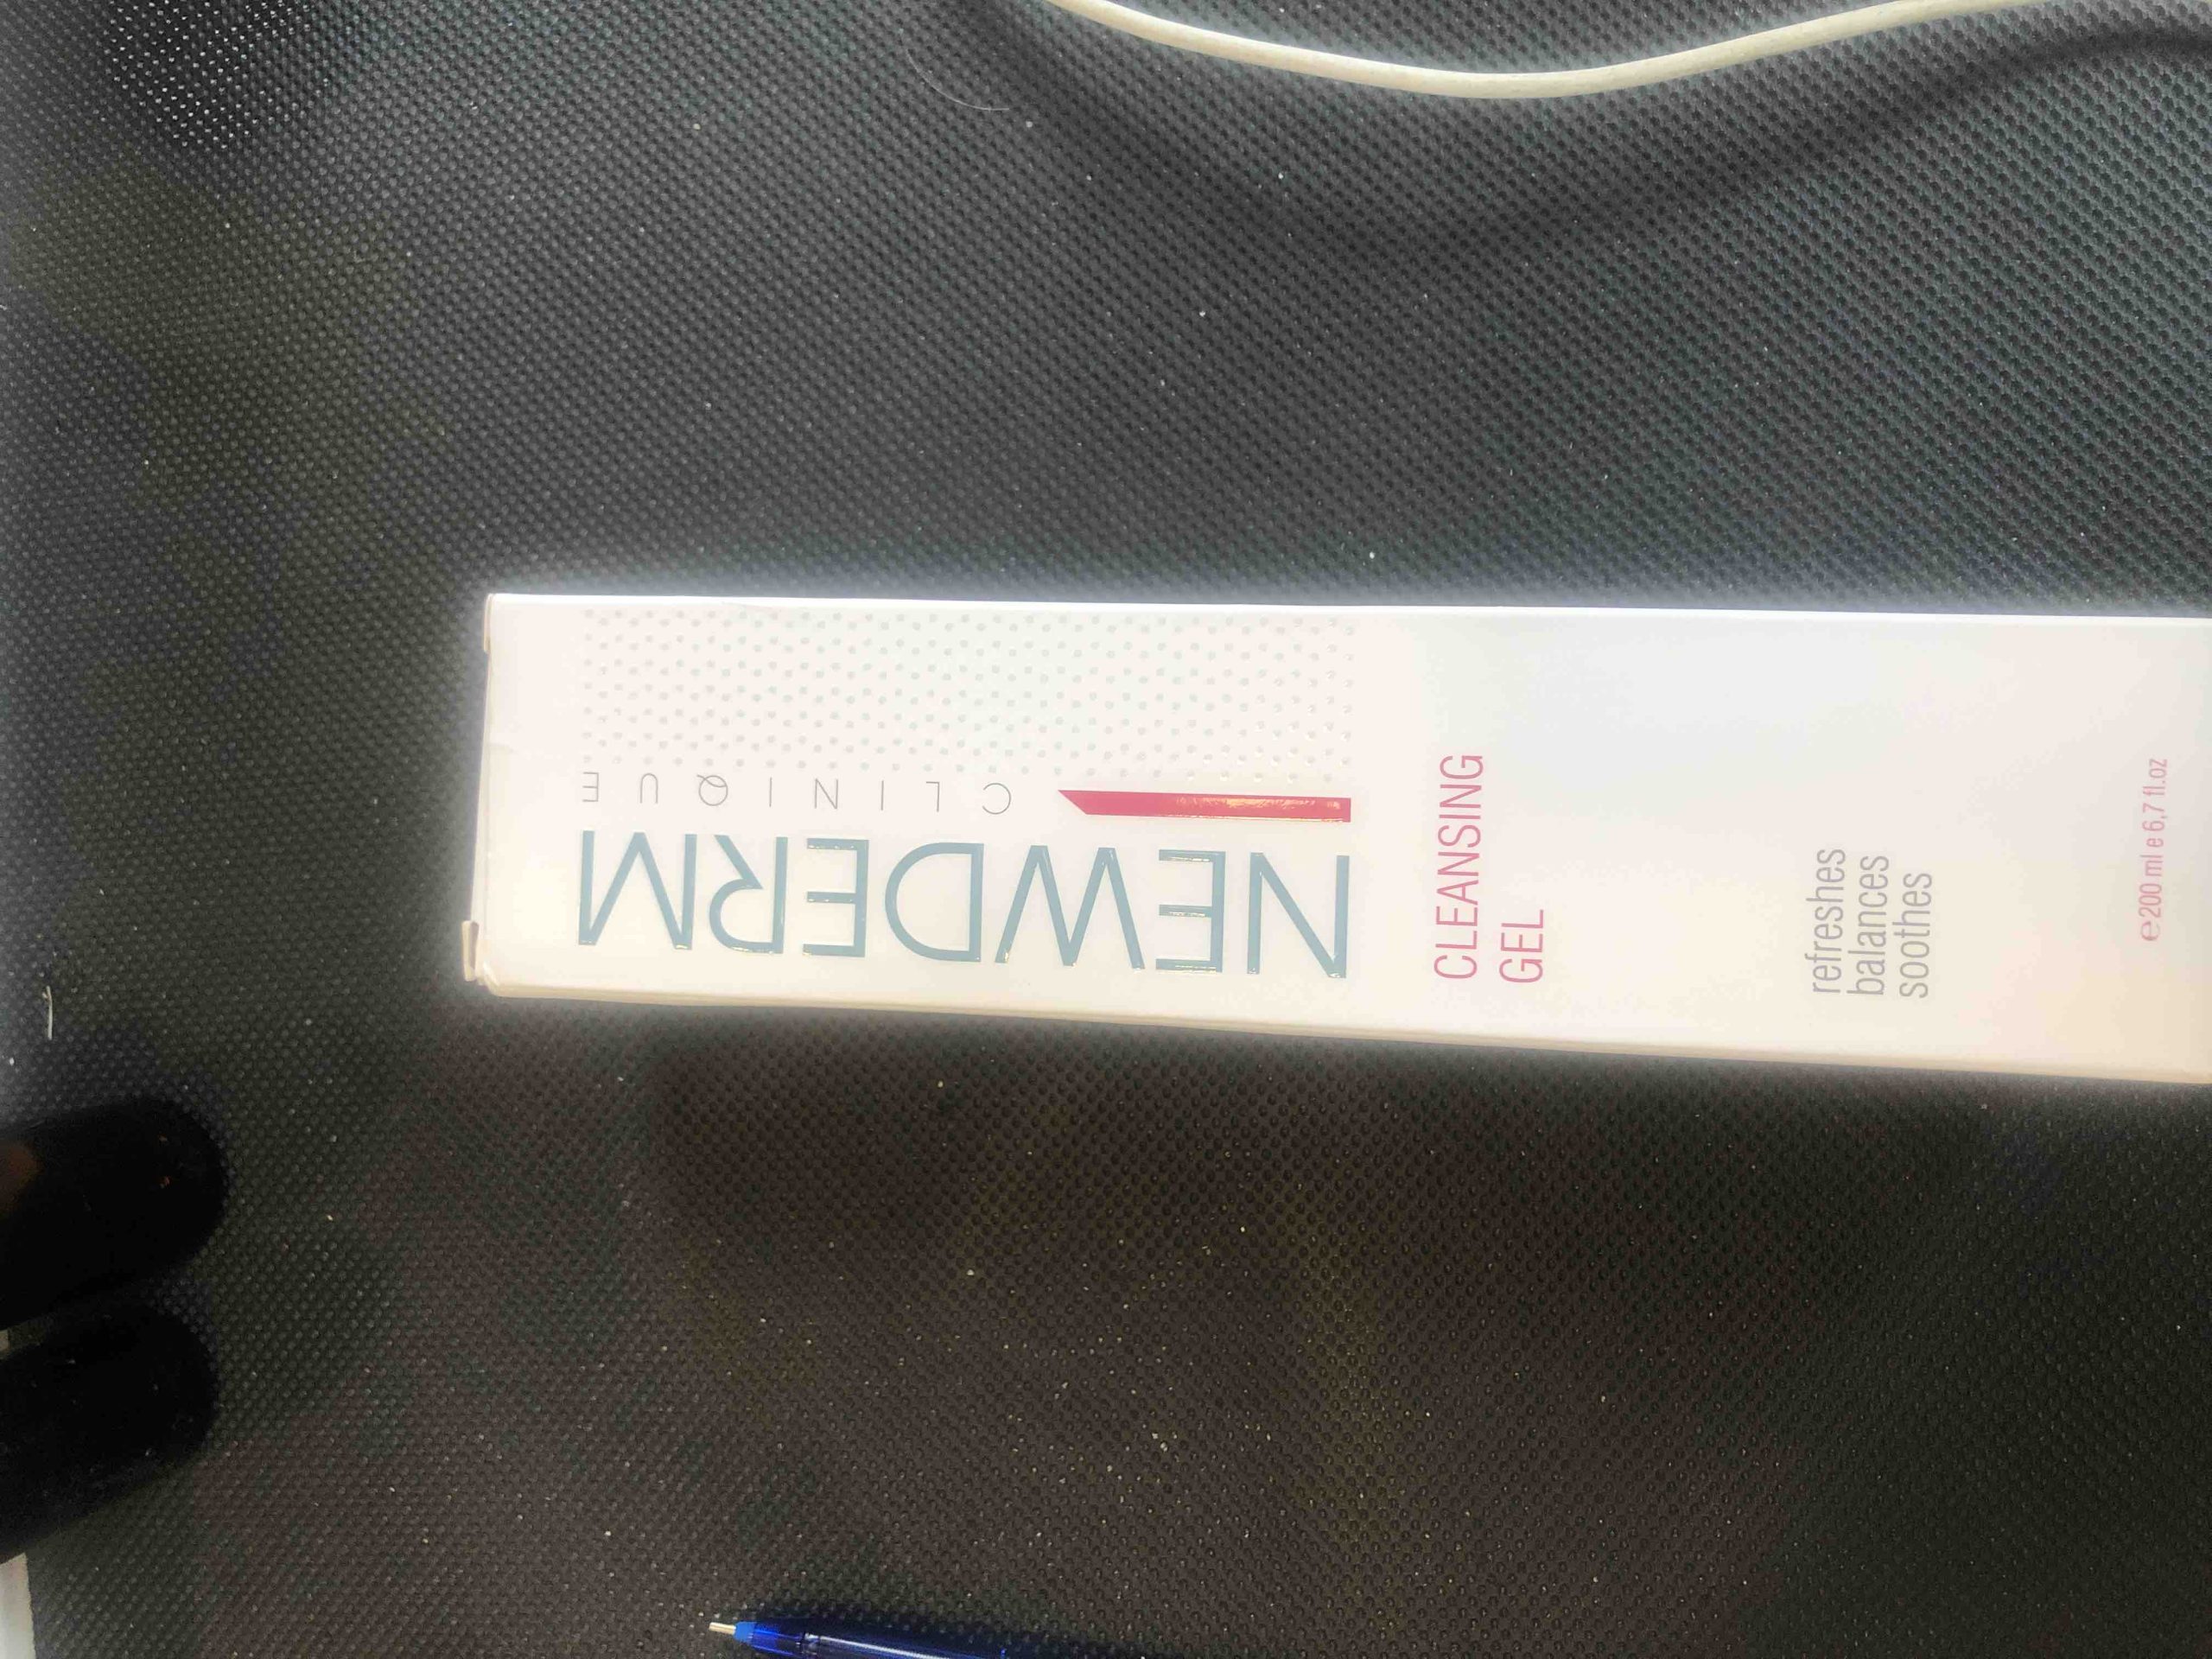 NEWDERM
CLINIQUE
CLEANSING
GEL
refreshes
balances
soothes
℮200 ml e 6,7 fl.oz